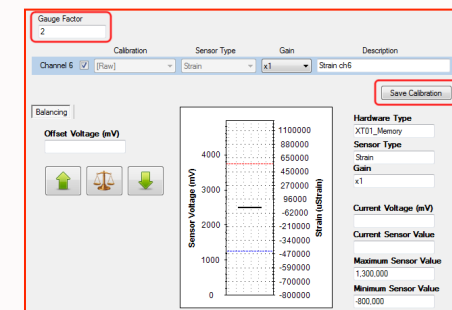 Gauge Factor
2
Calibration Sensor Type Gain Description
Channel 6 [Raw] Strain x1 Strain ch6
Save Calibration
Balancing
Offset Voltage (mV)
Sensor Voltage (mV)
4000
3000
2000
1000
0
1100000
880000
650000
450000
270000
96000
-62000
-210000
-340000
-470000
-590000
-700000
-800000
Strain (uStrain)
Hardware Type
XT01_Memory
Sensor Type
Strain
Gain
x1
Current Voltage (mV)
Current Sensor Value
Maximum Sensor Value
1,300,000
Minimum Sensor Value
-800,000